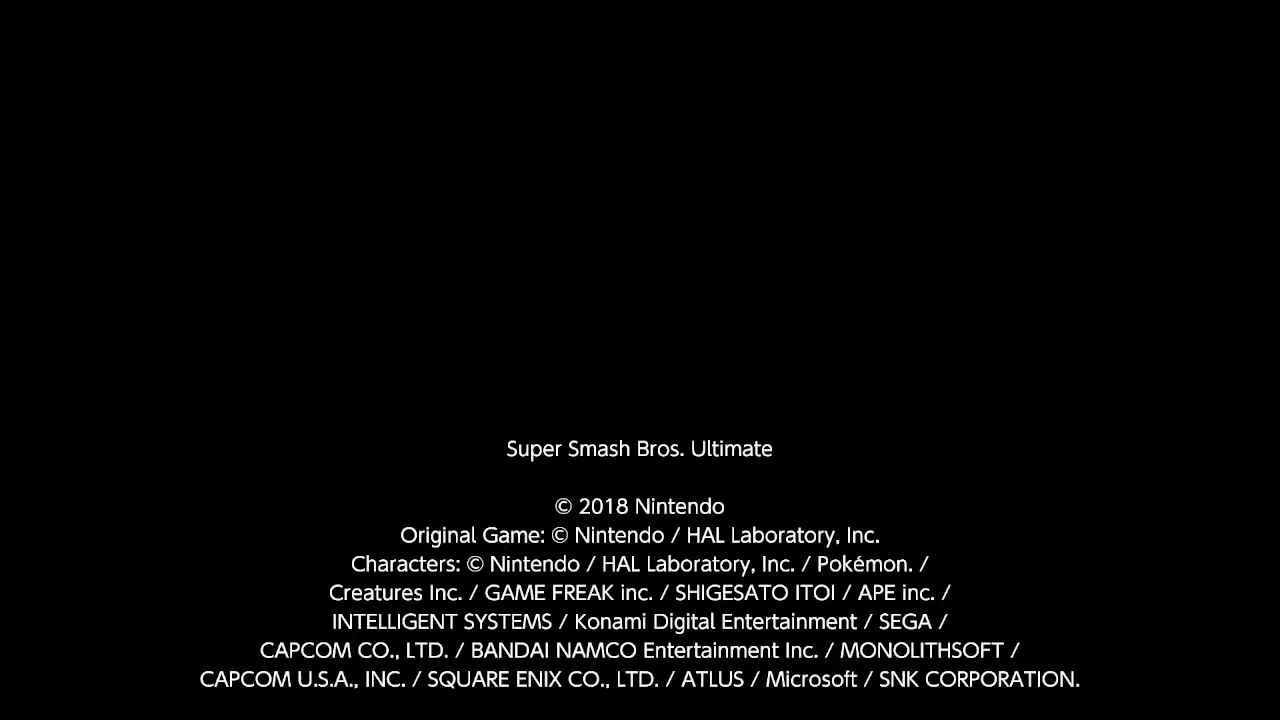 Super Smash Bros. Ultimate
© 2018 Nintendo
Original Game: © Nintendo / HAL Laboratory, Inc.
Characters: © Nintendo / HAL Laboratory, Inc. / Pokémon. /
Creatures Inc. / GAME FREAK inc. / SHIGESATO ITOI / APE inc. /
INTELLIGENT SYSTEMS / Konami Digital Entertainment / SEGA /
CAPCOM CO., LTD. / BANDAI NAMCO Entertainment Inc. / MONOLITHSOFT /
CAPCOM U.S.A., INC. / SQUARE ENIX CO., LTD. / ATLUS / Microsoft / SNK CORPORATION.